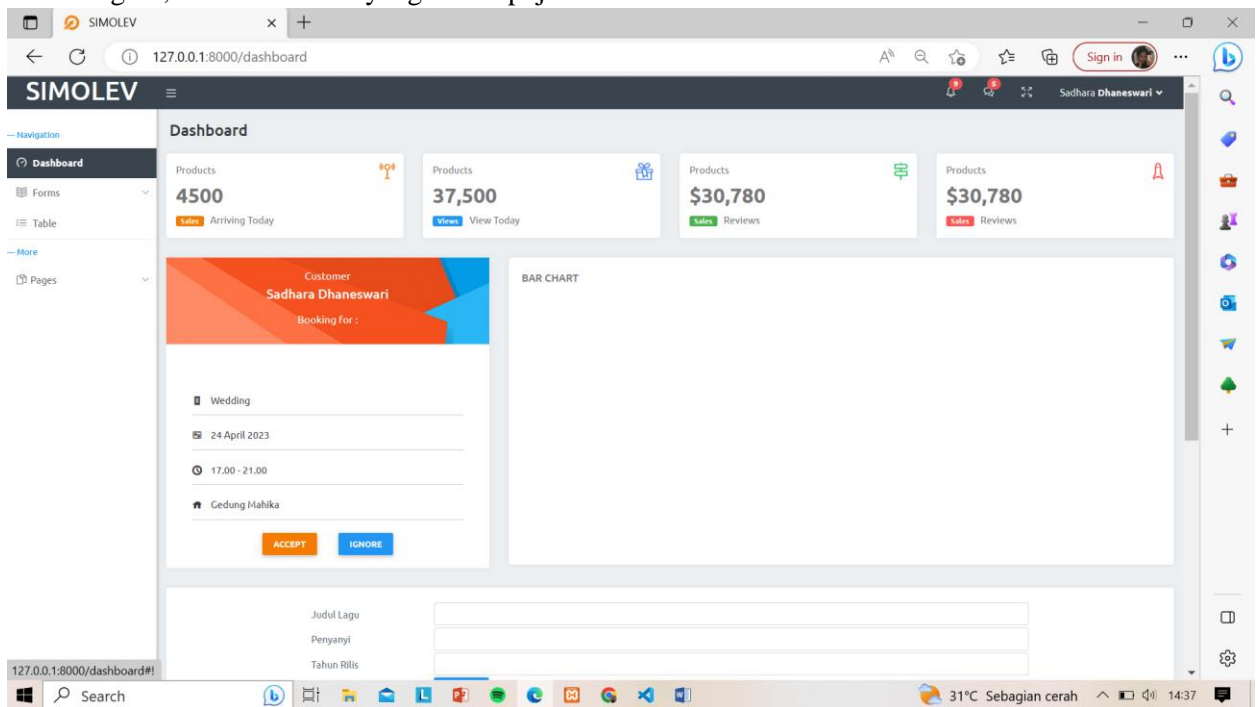 SIMOLEV
127.0.0.1:8000/dashboard
Sign in
SIMOLEV
Sadhara Dhaneswari
Navigation
Dashboard
Forms
Table
More
Pages
Dashboard
Products
4500
Sales Arriving Today
Products
37,500
Views View Today
Products
$30,780
Sales Reviews
Products
$30,780
Sales Reviews
Customer
Sadhara Dhaneswari
Booking for :
Wedding
24 April 2023
17.00 - 21.00
Gedung Mahika
ACCEPT IGNORE
BAR CHART
Judul Lagu
Penyanyi
Tahun Rilis
127.0.0.1:8000/dashboard#!
Search
31°C Sebagian cerah
14:37